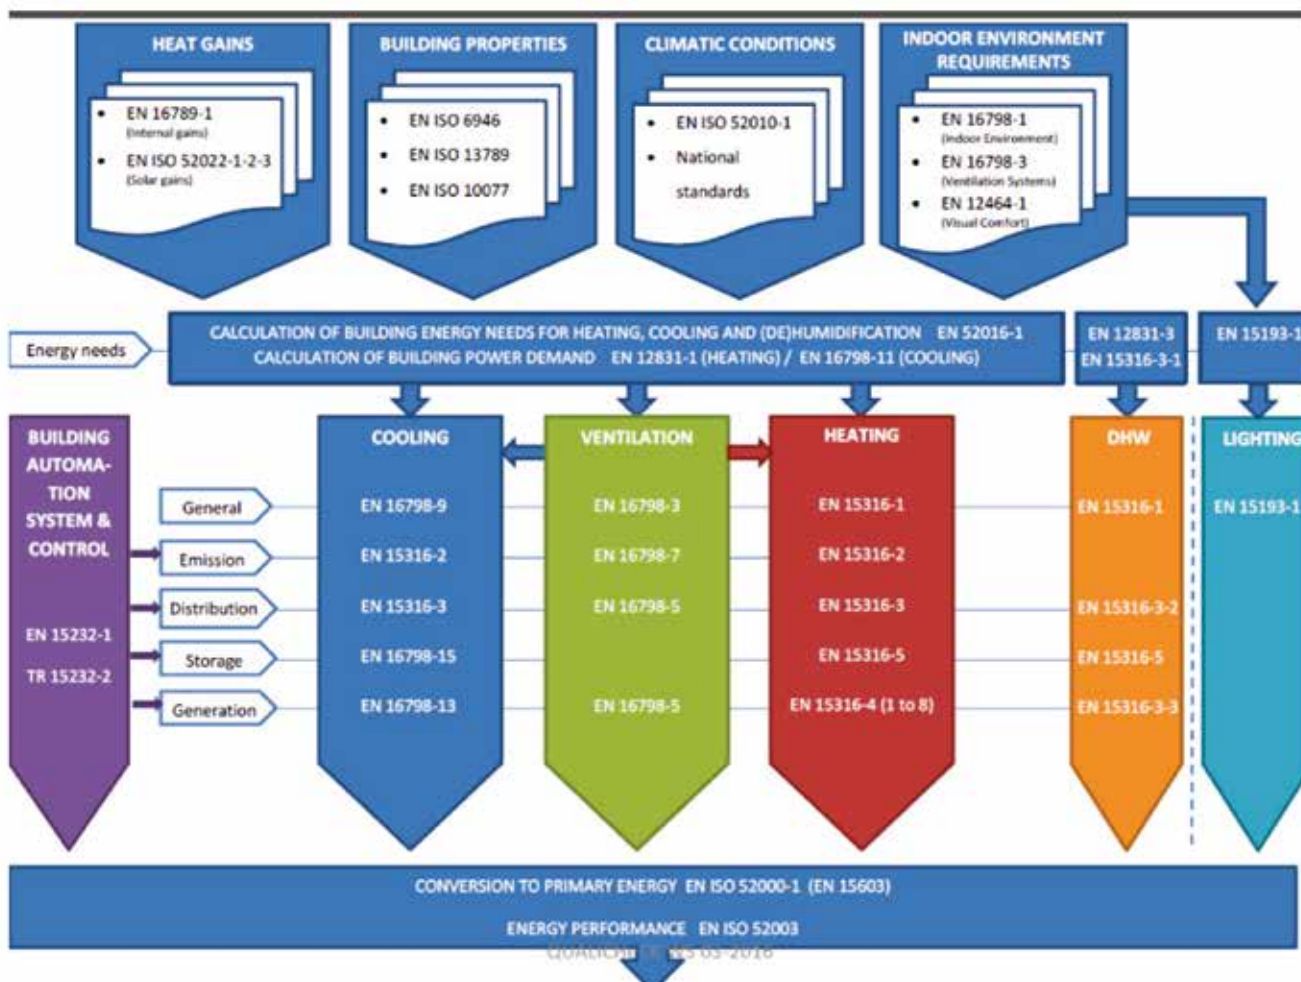 HEAT GAINS
• EN 16789-1
(Internal gains)
• EN ISO 52022-1-2-3
(Solar gains)
BUILDING PROPERTIES
• EN ISO 6946
• EN ISO 13789
• EN ISO 10077
CLIMATIC CONDITIONS
• EN ISO 52010-1
• National
standards
INDOOR ENVIRONMENT
REQUIREMENTS
• EN 16798-1
(Indoor Environment)
• EN 16798-3
(Ventilation Systems)
• EN 12464-1
(Visual Comfort)
Energy needs
CALCULATION OF BUILDING ENERGY NEEDS FOR HEATING, COOLING AND (DE)HUMIDIFICATION EN 52016-1
CALCULATION OF BUILDING POWER DEMAND EN 12831-1 (HEATING) / EN 16798-11 (COOLING)
EN 12831-3
EN 15316-3-1
EN 15193-1
BUILDING
AUTOMA-
TION
SYSTEM &
CONTROL
EN 15232-1
TR 15232-2
COOLING
VENTILATION
HEATING
DHW
LIGHTING
General
EN 16798-9
EN 16798-3
EN 15316-1
EN 15316-1
EN 15193-1
Emission
EN 15316-2
EN 16798-7
EN 15316-2
Distribution
EN 15316-3
EN 16798-5
EN 15316-3
EN 15316-3-2
Storage
EN 16798-15
EN 15316-5
EN 15316-5
Generation
EN 16798-13
EN 16798-5
EN 15316-4 (1 to 8)
EN 15316-3-3
CONVERSION TO PRIMARY ENERGY EN ISO 52000-1 (EN 15603)
ENERGY PERFORMANCE EN ISO 52003